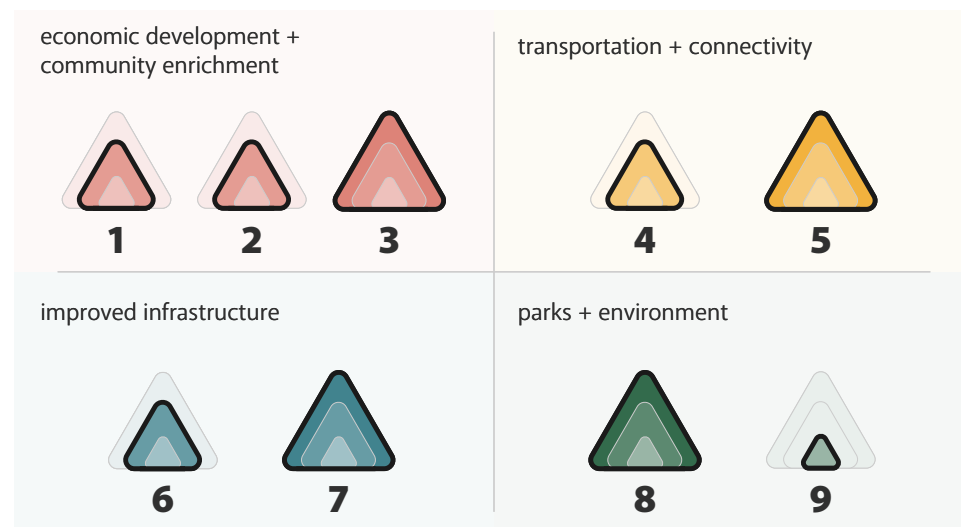 economic development +
community enrichment
1 2 3
transportation + connectivity
4 5
improved infrastructure
6 7
parks + environment
8 9